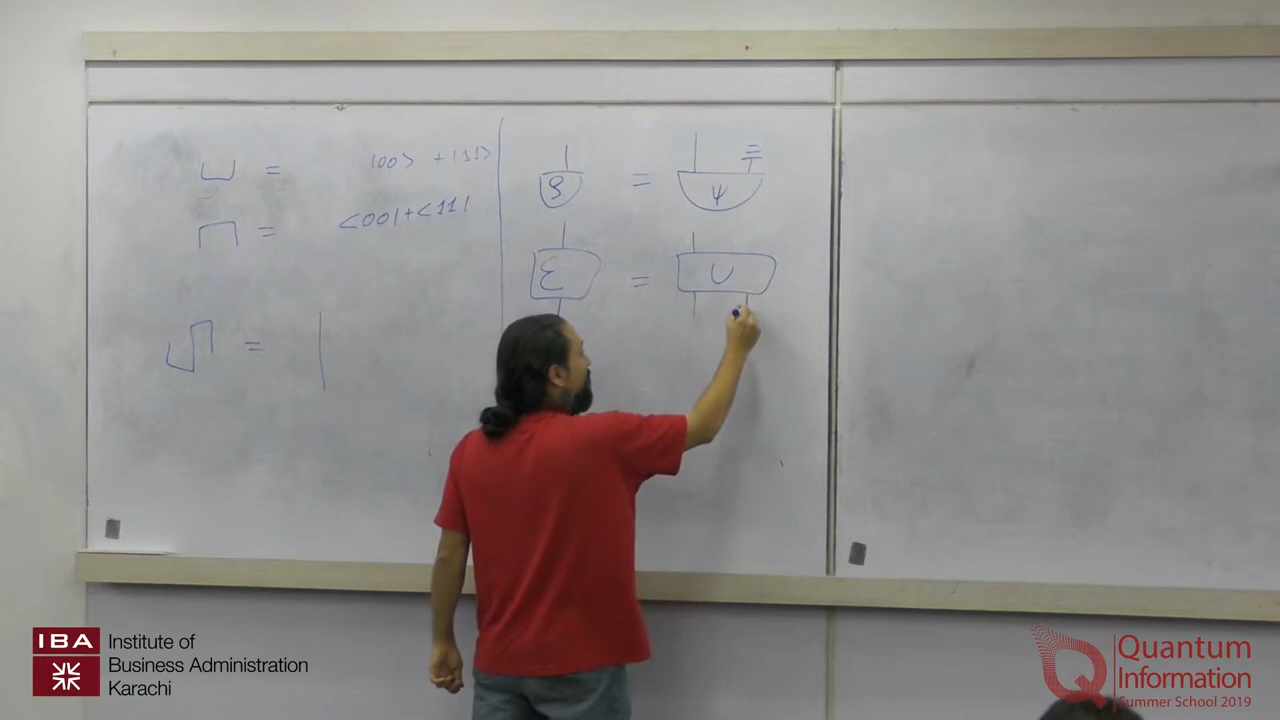 ⊔ = |00> + |11>
⊓ = <00| + <11|
= |
ρ = ψ
ε = U
IBA
Institute of
Business Administration
Karachi
Quantum
Information
Summer School 2019